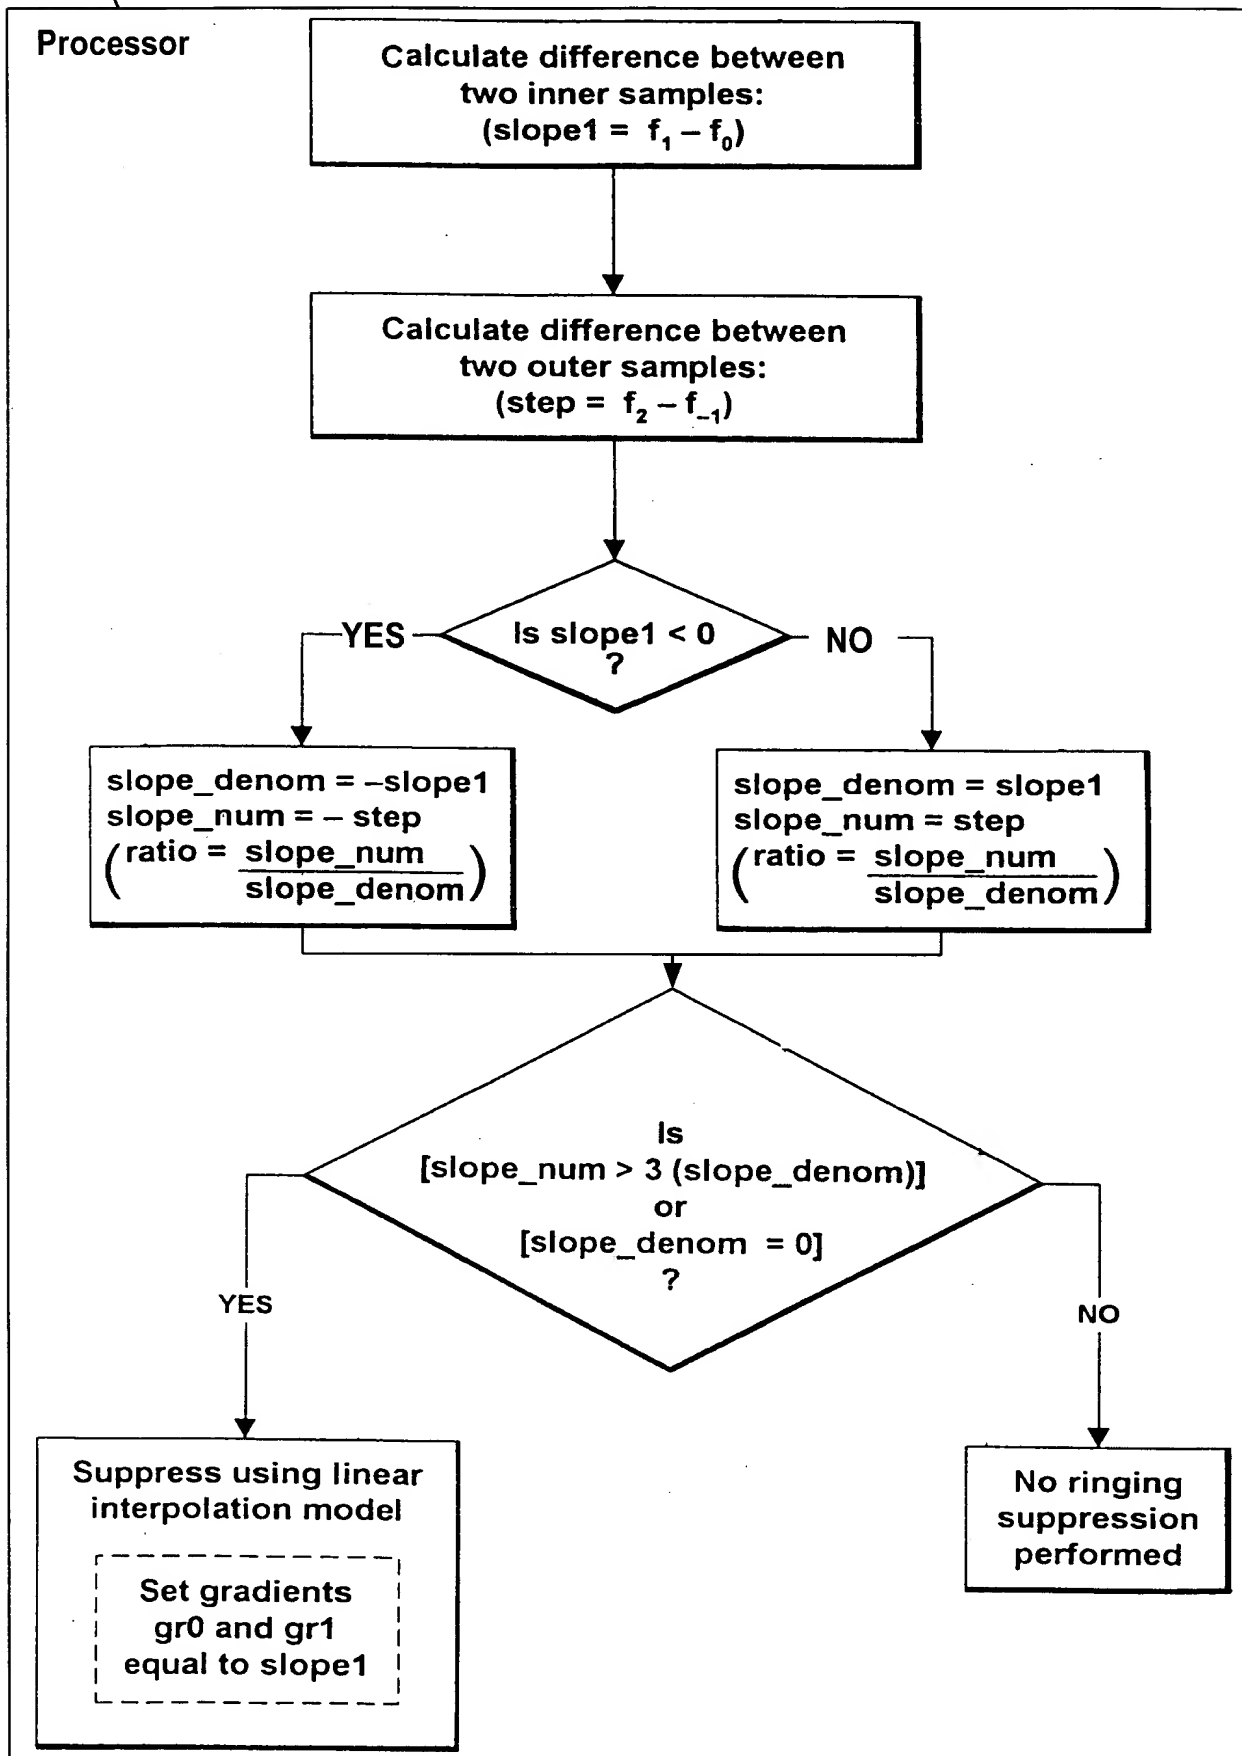 Processor
Calculate difference between
two inner samples:
(slope1 = f₁ – f₀)
Calculate difference between
two outer samples:
(step = f₂ – f₋₁)
Is slope1 < 0
?
YES
NO
slope_denom = –slope1
slope_num = – step
(ratio = slope_num
slope_denom)
slope_denom = slope1
slope_num = step
(ratio = slope_num
slope_denom)
Is
[slope_num > 3 (slope_denom)]
or
[slope_denom = 0]
?
YES
NO
Suppress using linear
interpolation model
Set gradients
gr0 and gr1
equal to slope1
No ringing
suppression
performed